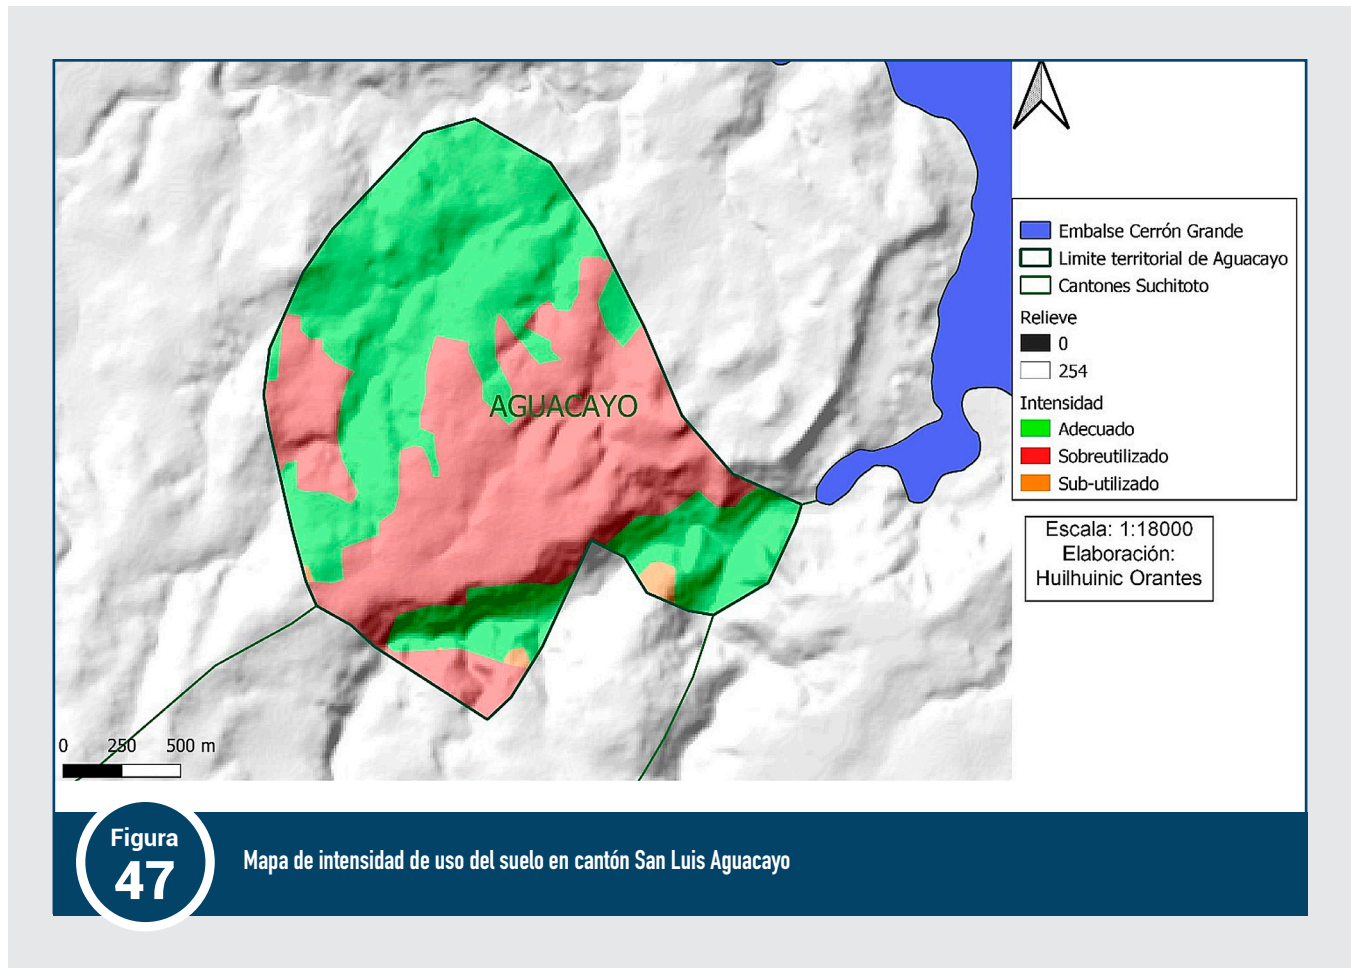 AGUACAYO
Embalse Cerrón Grande
Limite territorial de Aguacayo
Cantones Suchitoto
Relieve
0
254
Intensidad
Adecuado
Sobreutilizado
Sub-utilizado
Escala: 1:18000
Elaboración:
Huilhuinic Orantes
0 250 500 m
Figura
47
Mapa de intensidad de uso del suelo en cantón San Luis Aguacayo